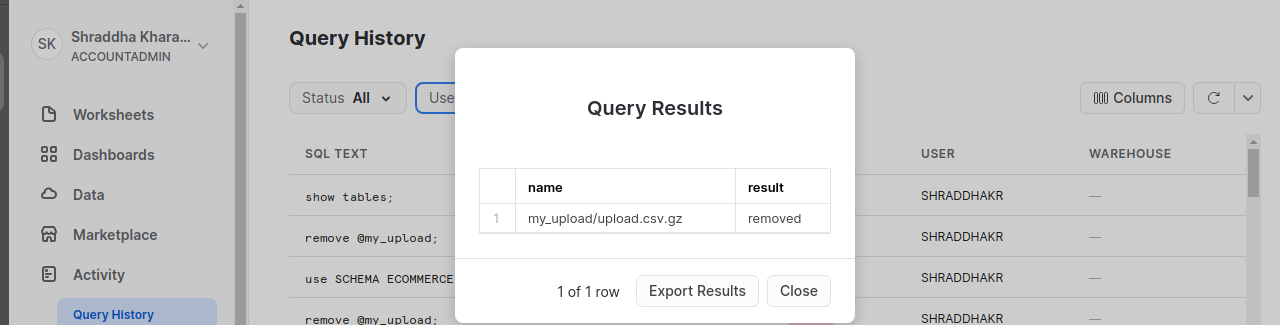 SK
Shraddha Khara...
ACCOUNTADMIN
Worksheets
Dashboards
Data
Marketplace
Activity
Query History
Query History
Status All
Use
Columns
SQL TEXT
USER
WAREHOUSE
show tables;
SHRADDHAKR
—
remove @my_upload;
SHRADDHAKR
—
use SCHEMA ECOMMERCE
SHRADDHAKR
—
remove @my_upload;
SHRADDHAKR
—
Query Results
name result
1 my_upload/upload.csv.gz removed
1 of 1 row
Export Results
Close